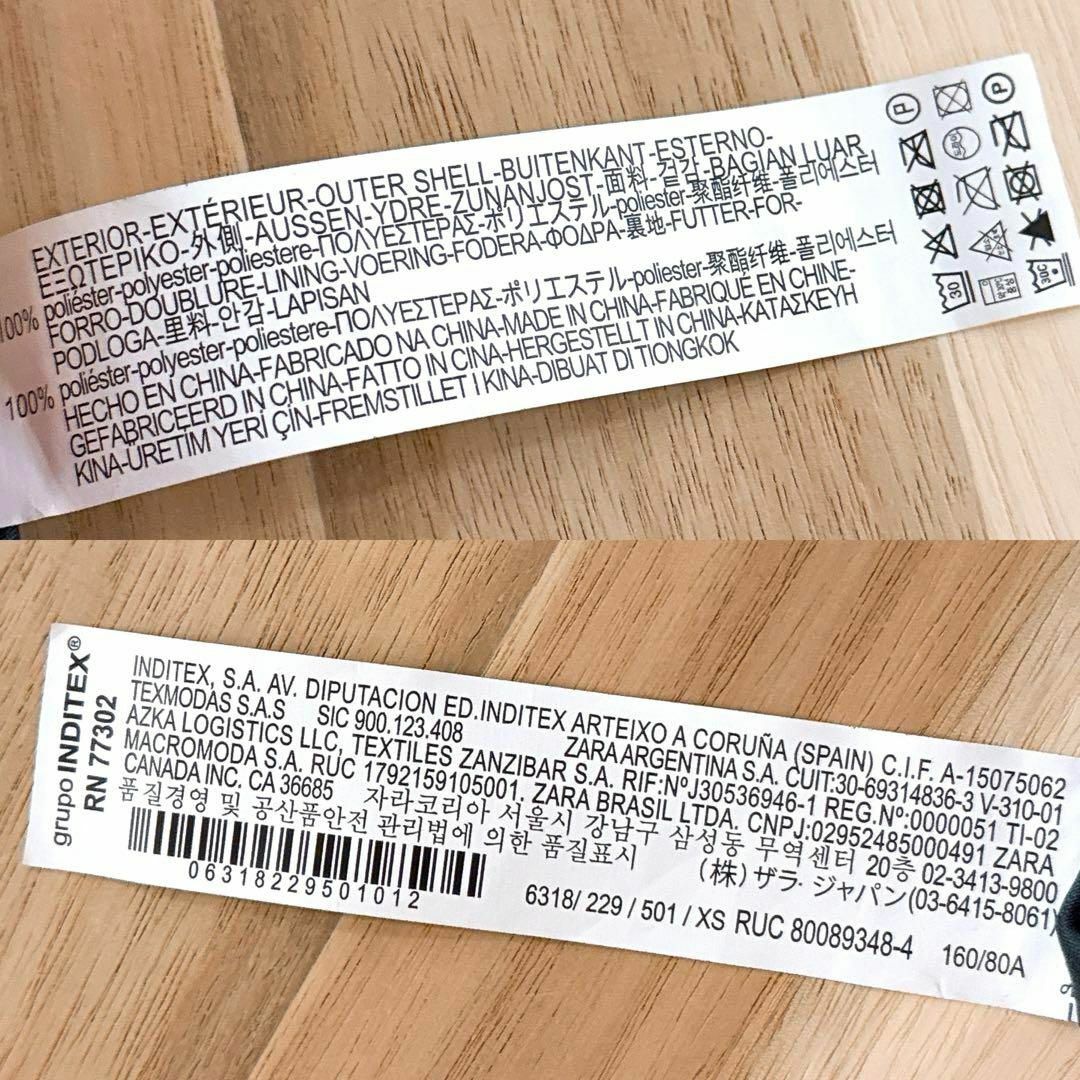 EXTERIOR-EXTÉRIEUR-OUTER SHELL-BUITENKANT-ESTERNO-
ΕΞΩΤΕΡΙΚΟ-外側-AUSSEN-YDRE-ZUNANJOST-面料-겉감-BAGIAN LUAR
100% poliéster-polyester-poliestere-ΠΟΛΥΕΣΤΕΡΑΣ-ポリエステル-poliester-聚酯纤维-폴리에스터
FORRO-DOUBLURE-LINING-VOERING-FODERA-ΦΟΔΡΑ-裏地-FUTTER-FOR-
PODLOGA-里料-안감-LAPISAN
100% poliéster-polyester-poliestere-ΠΟΛΥΕΣΤΕΡΑΣ-ポリエステル-poliester-聚酯纤维-폴리에스터
HECHO EN CHINA-FABRICADO NA CHINA-MADE IN CHINA-FABRIQUE EN CHINE-
GEFABRICEERD IN CHINA-FATTO IN CINA-HERGESTELLT IN CHINA-ΚΑΤΑΣΚΕΥΗ
KINA-URETIM YERI ÇIN-FREMSTILLET I KINA-DIBUAT DI TIONGKOK
P P
30 30C
grupo INDITEX®
RN 77302
INDITEX, S.A. AV. DIPUTACION ED.INDITEX ARTEIXO A CORUÑA (SPAIN) C.I.F. A-15075062
TEXMODAS S.A.S SIC 900.123.408 ZARA ARGENTINA S.A. CUIT:30-69314836-3 V-310-01
AZKA LOGISTICS LLC, TEXTILES ZANZIBAR S.A. RIF:NºJ30536946-1 REG.Nº:0000051 TI-02
MACROMODA S.A. RUC 1792159105001, ZARA BRASIL LTDA. CNPJ:02952485000491 ZARA
CANADA INC. CA 36685 자라코리아 서울시 강남구 삼성동 무역센터 20층 02-3413-9800
품질경영 및 공산품안전 관리법에 의한 품질표시 (株) ザラ・ジャパン(03-6415-8061)
06318229501012
6318/ 229 / 501 / XS RUC 80089348-4 160/80A